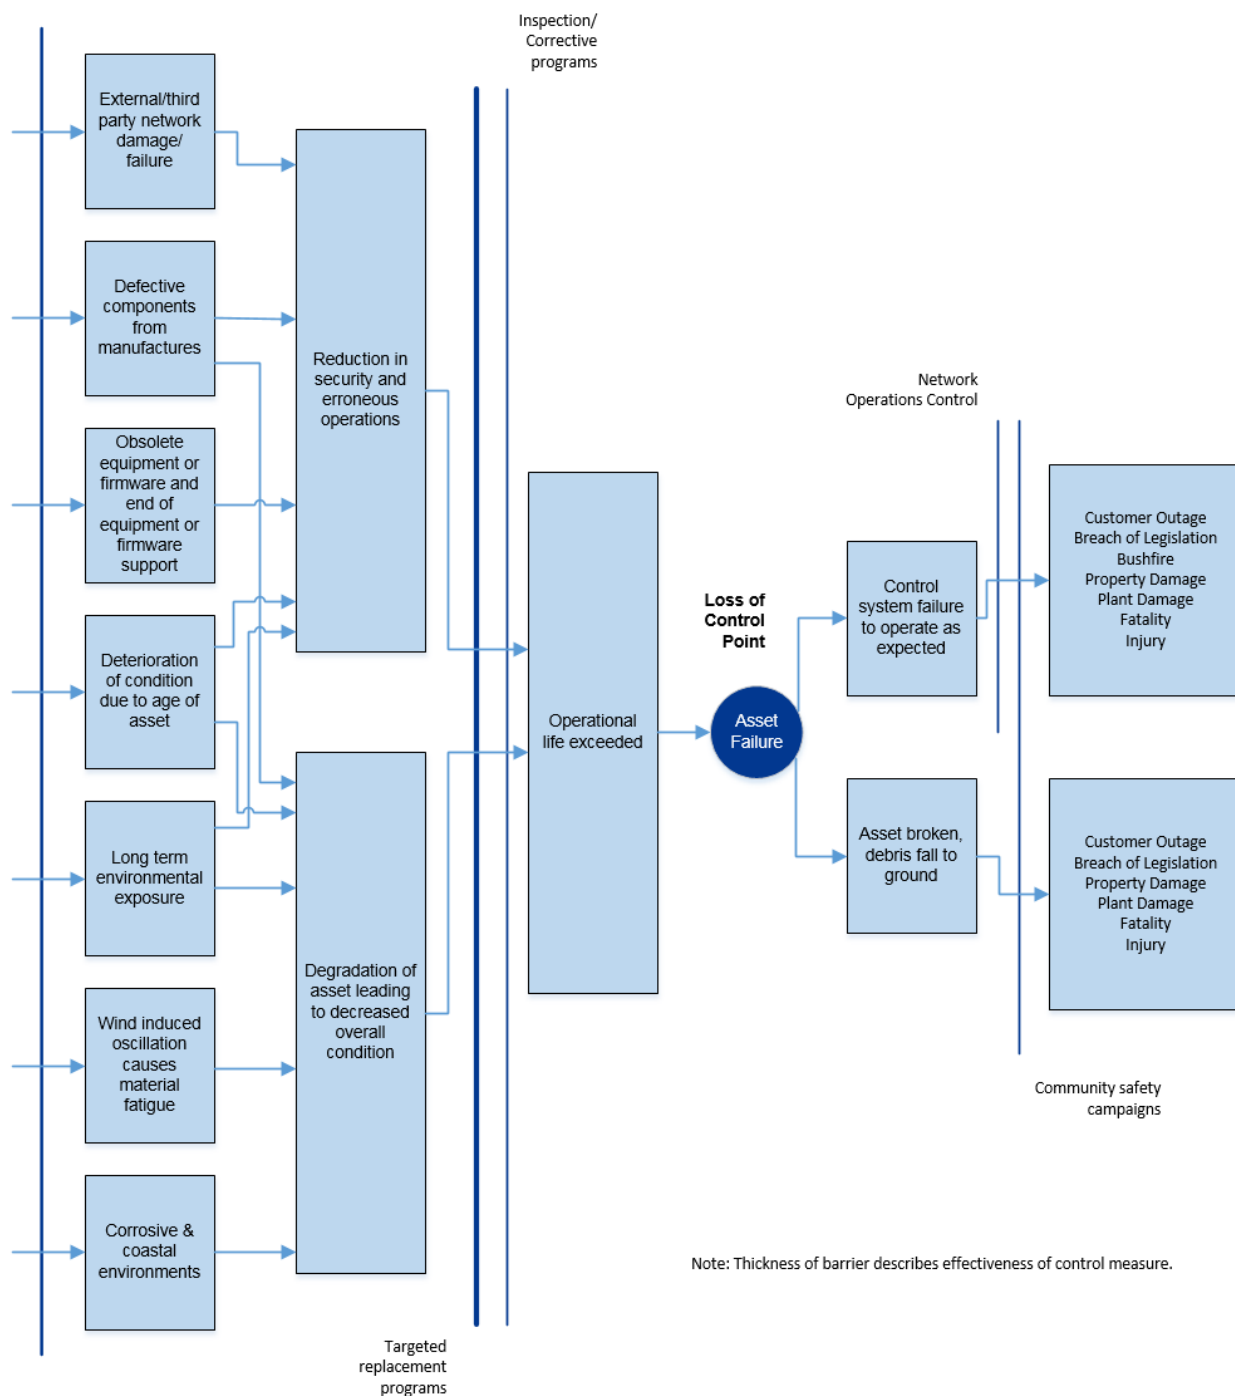 Inspection/
Corrective
programs
External/third
party network
damage/
failure
Defective
components
from
manufactures
Obsolete
equipment or
firmware and
end of
equipment or
firmware
support
Deterioration
of condition
due to age of
asset
Long term
environmental
exposure
Wind induced
oscillation
causes
material
fatigue
Corrosive &
coastal
environments
Reduction in
security and
erroneous
operations
Degradation of
asset leading
to decreased
overall
condition
Targeted
replacement
programs
Operational
life exceeded
Loss of
Control
Point
Asset
Failure
Network
Operations Control
Control
system failure
to operate as
expected
Asset broken,
debris fall to
ground
Customer Outage
Breach of Legislation
Bushfire
Property Damage
Plant Damage
Fatality
Injury
Customer Outage
Breach of Legislation
Property Damage
Plant Damage
Fatality
Injury
Community safety
campaigns
Note: Thickness of barrier describes effectiveness of control measure.